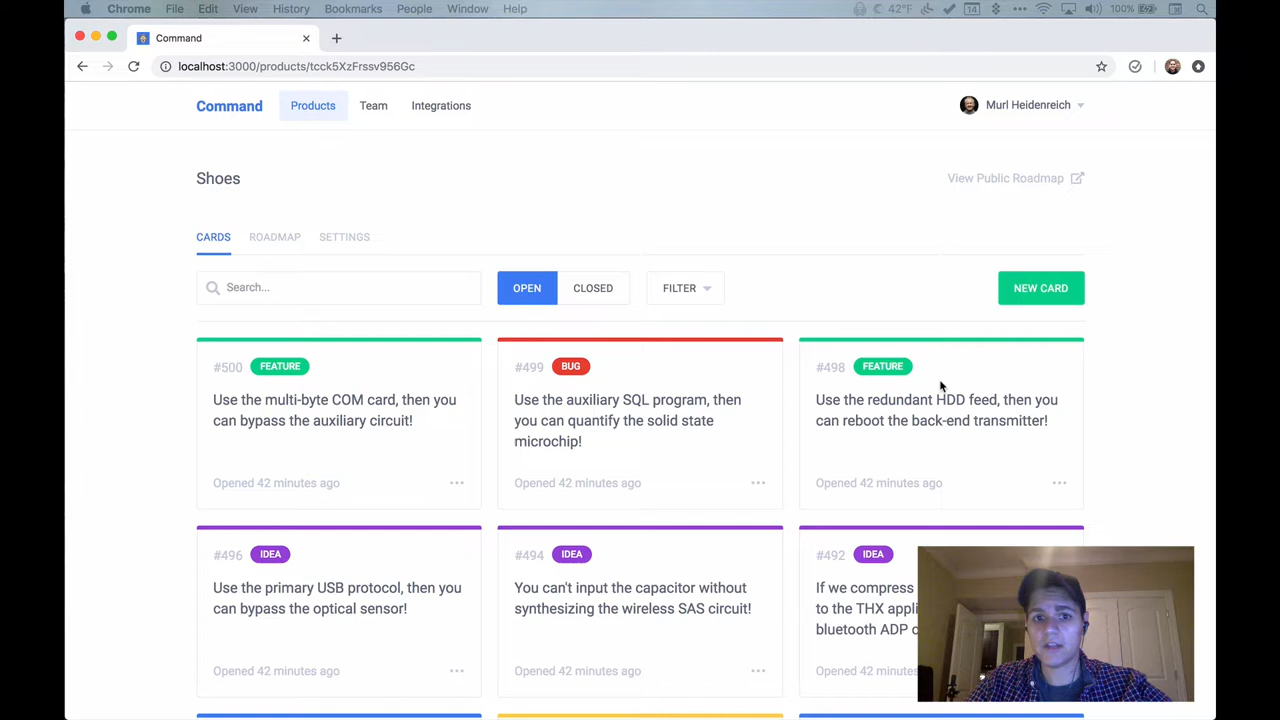 Chrome File Edit View History Bookmarks People Window Help 42°F 14 100%
Command
localhost:3000/products/tcck5XzFrssv956Gc
Command Products Team Integrations Murl Heidenreich
Shoes View Public Roadmap
CARDS ROADMAP SETTINGS
Search... OPEN CLOSED FILTER NEW CARD
#500 FEATURE
Use the multi-byte COM card, then you
can bypass the auxiliary circuit!
Opened 42 minutes ago
#499 BUG
Use the auxiliary SQL program, then
you can quantify the solid state
microchip!
Opened 42 minutes ago
#498 FEATURE
Use the redundant HDD feed, then you
can reboot the back-end transmitter!
Opened 42 minutes ago
#496 IDEA
Use the primary USB protocol, then you
can bypass the optical sensor!
Opened 42 minutes ago
#494 IDEA
You can't input the capacitor without
synthesizing the wireless SAS circuit!
Opened 42 minutes ago
#492 IDEA
If we compress
to the THX appli
bluetooth ADP c
Opened 42 minutes